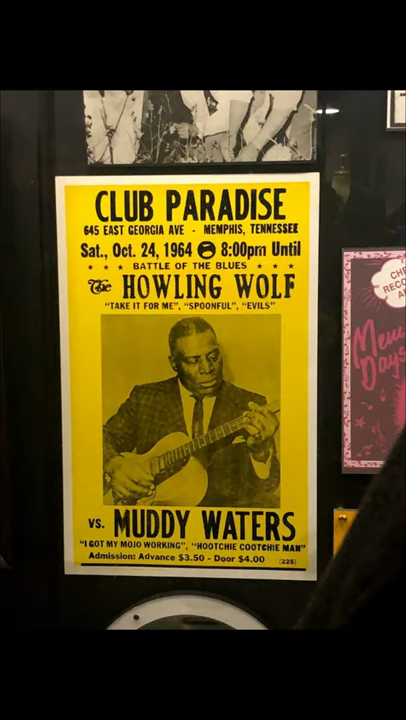 CLUB PARADISE
645 EAST GEORGIA AVE - MEMPHIS, TENNESSEE
Sat., Oct. 24, 1964 8:00pm Until
★ ★ ★ BATTLE OF THE BLUES ★ ★ ★
The HOWLING WOLF
"TAKE IT FOR ME", "SPOONFUL", "EVILS"
vs. MUDDY WATERS
"I GOT MY MOJO WORKING", "HOOTCHIE COOTCHIE MAN"
Admission: Advance $3.50 - Door $4.00 (225)
Mem
Days